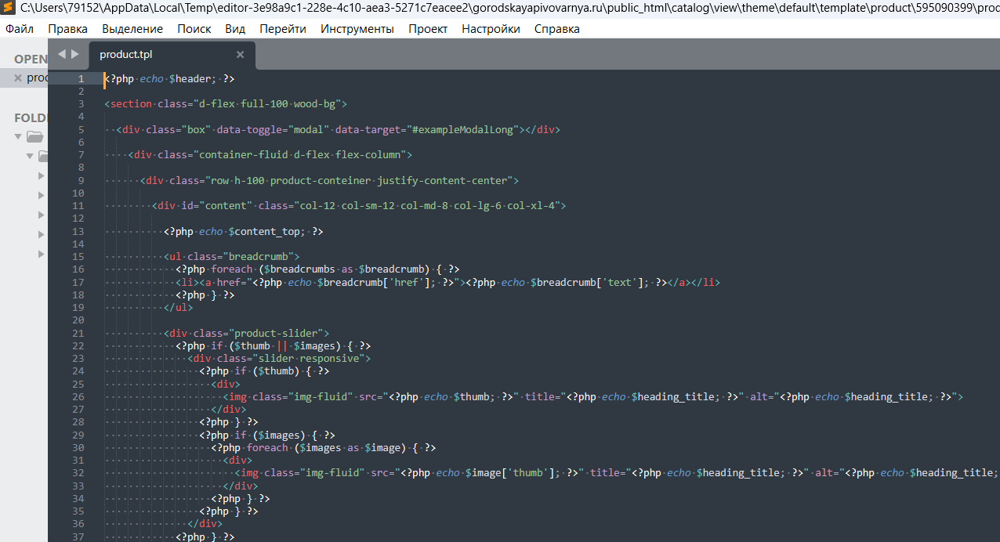 C:\Users\79152\AppData\Local\Temp\editor-3e98a9c1-228e-4c10-aea3-5271c7eacee2\gorodskayapivovarnya.ru\public_html\catalog\view\theme\default\template\product\595090399\proc
Файл Правка Выделение Поиск Вид Перейти Инструменты Проект Настройки Справка
OPEN
product.tpl
proc
FOLD
1 <?php echo $header; ?>
2
3 <section class="d-flex full-100 wood-bg">
4
5 <div class="box" data-toggle="modal" data-target="#exampleModalLong"></div>
6
7 <div class="container-fluid d-flex flex-column">
8
9 <div class="row h-100 product-conteiner justify-content-center">
10
11 <div id="content" class="col-12 col-sm-12 col-md-8 col-lg-6 col-xl-4">
12
13 <?php echo $content_top; ?>
14
15 <ul class="breadcrumb">
16 <?php foreach ($breadcrumbs as $breadcrumb) { ?>
17 <li><a href="<?php echo $breadcrumb['href']; ?>"><?php echo $breadcrumb['text']; ?></a></li>
18 <?php } ?>
19 </ul>
20
21 <div class="product-slider">
22 <?php if ($thumb || $images) { ?>
23 <div class="slider responsive">
24 <?php if ($thumb) { ?>
25 <div>
26 <img class="img-fluid" src="<?php echo $thumb; ?>" title="<?php echo $heading_title; ?>" alt="<?php echo $heading_title; ?>">
27 </div>
28 <?php } ?>
29 <?php if ($images) { ?>
30 <?php foreach ($images as $image) { ?>
31 <div>
32 <img class="img-fluid" src="<?php echo $image['thumb']; ?>" title="<?php echo $heading_title; ?>" alt="<?php echo $heading_title;
33 </div>
34 <?php } ?>
35 <?php } ?>
36 </div>
37 <?php } ?>